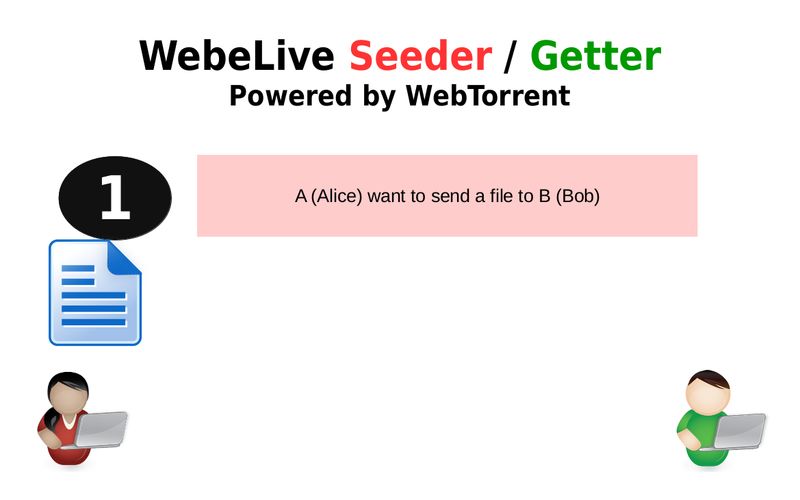 WebeLive Seeder / Getter
Powered by WebTorrent
1
A (Alice) want to send a file to B (Bob)